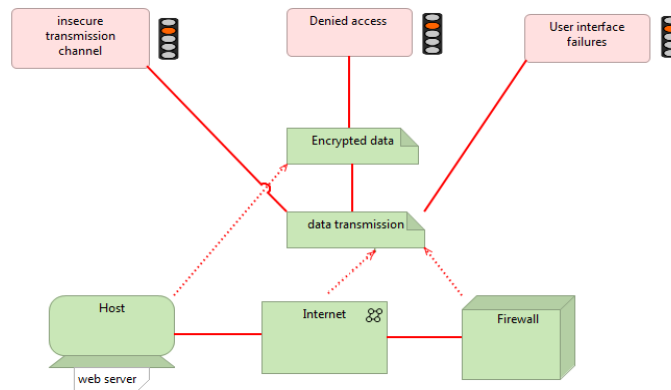 insecure
transmission
channel
Denied access
User interface
failures
Encrypted data
data transmission
Host
Internet
Firewall
web server